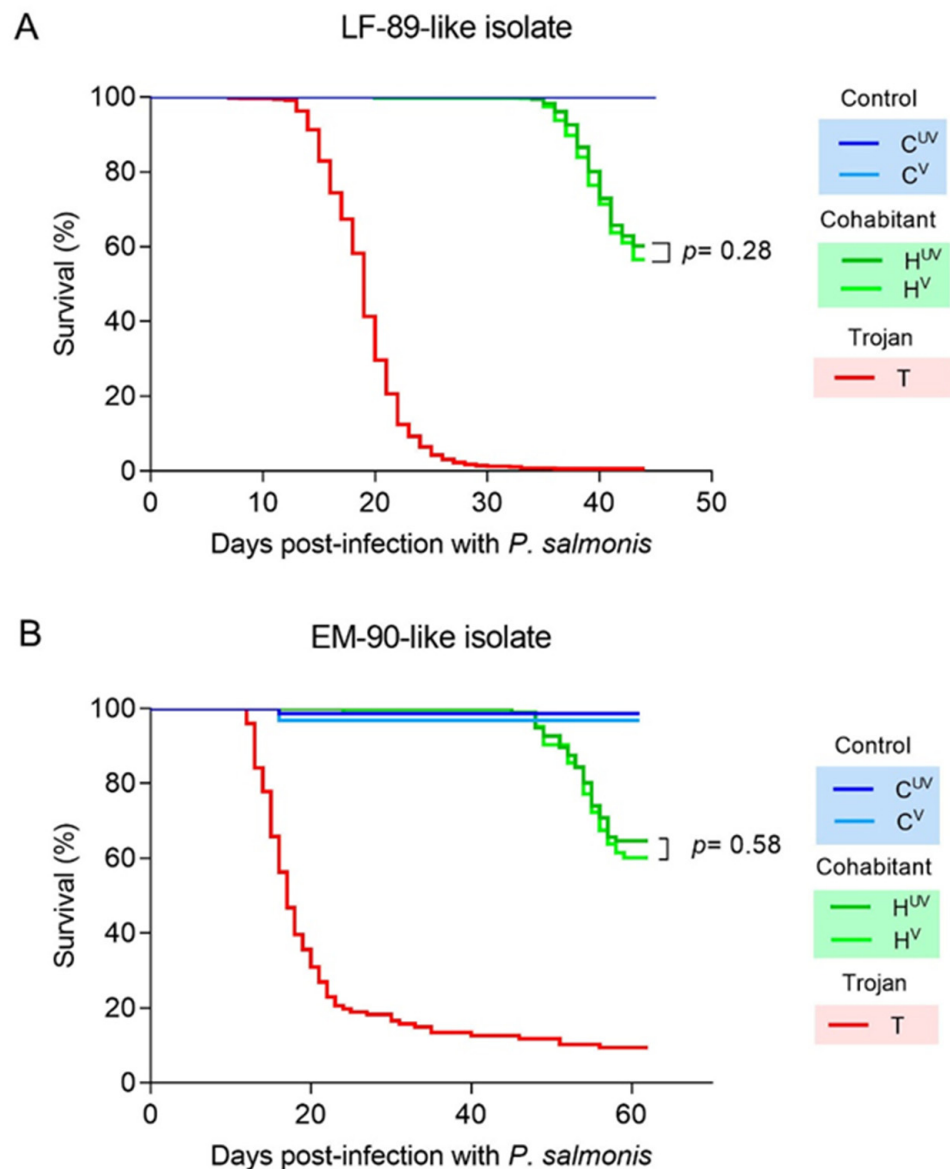 A
LF-89-like isolate
Survival (%)
100
80
60
40
20
0
0 10 20 30 40 50
Days post-infection with P. salmonis
p= 0.28
Control
Cᵁⱽ
Cⱽ
Cohabitant
Hᵁⱽ
Hⱽ
Trojan
T
B
EM-90-like isolate
Survival (%)
100
80
60
40
20
0
0 20 40 60
Days post-infection with P. salmonis
p= 0.58
Control
Cᵁⱽ
Cⱽ
Cohabitant
Hᵁⱽ
Hⱽ
Trojan
T